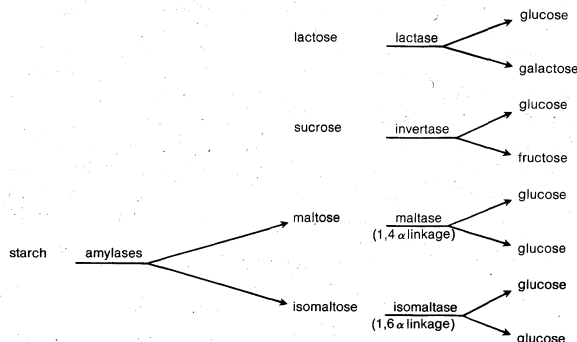 glucose
lactose lactase
galactose
glucose
sucrose invertase
fructose
glucose
maltose maltase
(1,4 α linkage)
glucose
starch amylases
glucose
isomaltose isomaltase
(1,6 α linkage)
glucose